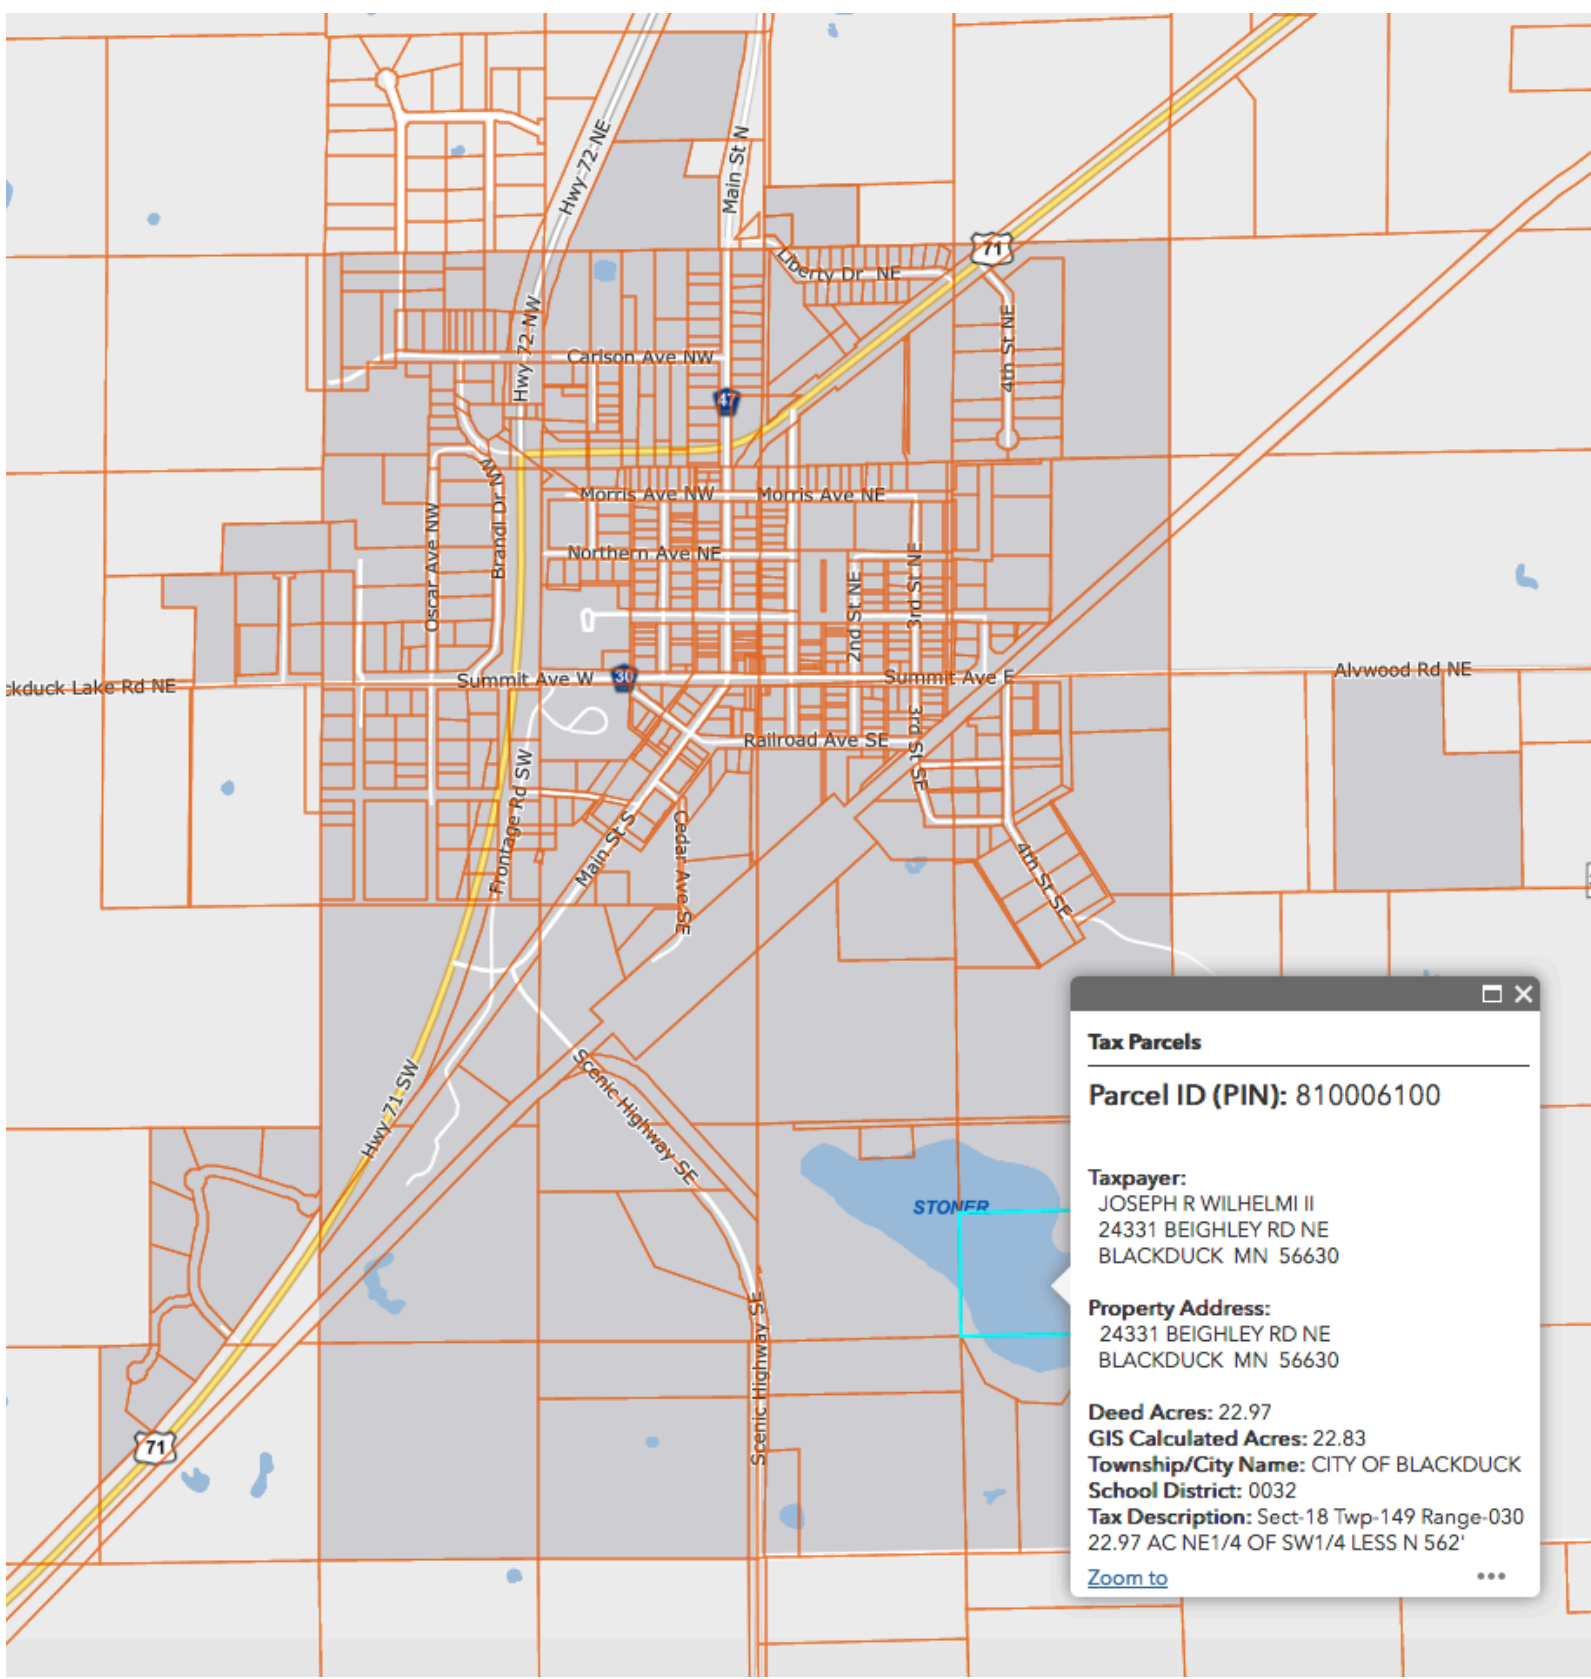 Hwy 72 NE
Main St N
71
Liberty Dr NE
Hwy 72 NW
4th St NE
Carlson Ave NW
47
Brandl Dr NW
Oscar Ave NW
Morris Ave NW
Morris Ave NE
Northern Ave NE
2nd St NE
3rd St NE
ckduck Lake Rd NE
Summit Ave W
30
Summit Ave E
Alvwood Rd NE
Railroad Ave SE
3rd St SE
Frontage Rd SW
Main St S
Cedar Ave SE
4th St SE
Hwy 71 SW
Scenic Highway SE
STONER
Scenic Highway SE
71
Tax Parcels
Parcel ID (PIN): 810006100
Taxpayer:
JOSEPH R WILHELMI II
24331 BEIGHLEY RD NE
BLACKDUCK MN 56630
Property Address:
24331 BEIGHLEY RD NE
BLACKDUCK MN 56630
Deed Acres: 22.97
GIS Calculated Acres: 22.83
Township/City Name: CITY OF BLACKDUCK
School District: 0032
Tax Description: Sect-18 Twp-149 Range-030
22.97 AC NE1/4 OF SW1/4 LESS N 562'
Zoom to